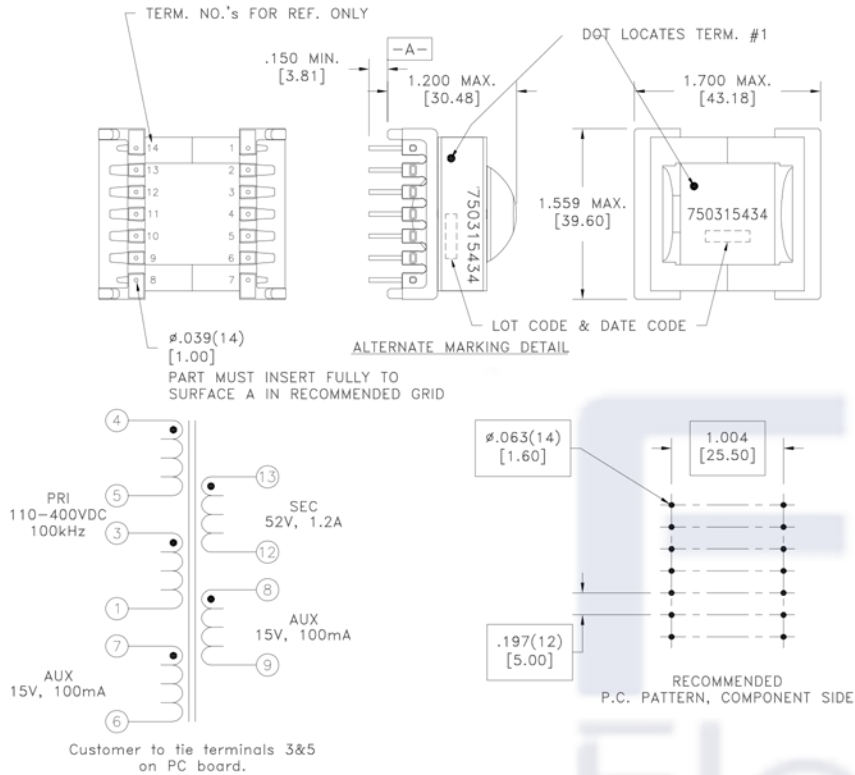 TERM. NO.'s FOR REF. ONLY
DOT LOCATES TERM. #1
.150 MIN.
[3.81]
-A-
1.200 MAX.
[30.48]
1.700 MAX.
[43.18]
14
13
12
11
10
9
8
1
2
3
4
5
6
7
750315434
1.559 MAX.
[39.60]
750315434
LOT CODE & DATE CODE
ALTERNATE MARKING DETAIL
ø.039(14)
[1.00]
PART MUST INSERT FULLY TO
SURFACE A IN RECOMMENDED GRID
4
5
PRI
110-400VDC
100kHz
3
1
7
AUX
15V, 100mA
6
13
SEC
52V, 1.2A
12
8
AUX
15V, 100mA
9
Customer to tie terminals 3&5
on PC board.
ø.063(14)
[1.60]
1.004
[25.50]
.197(12)
[5.00]
RECOMMENDED
P.C. PATTERN, COMPONENT SIDE